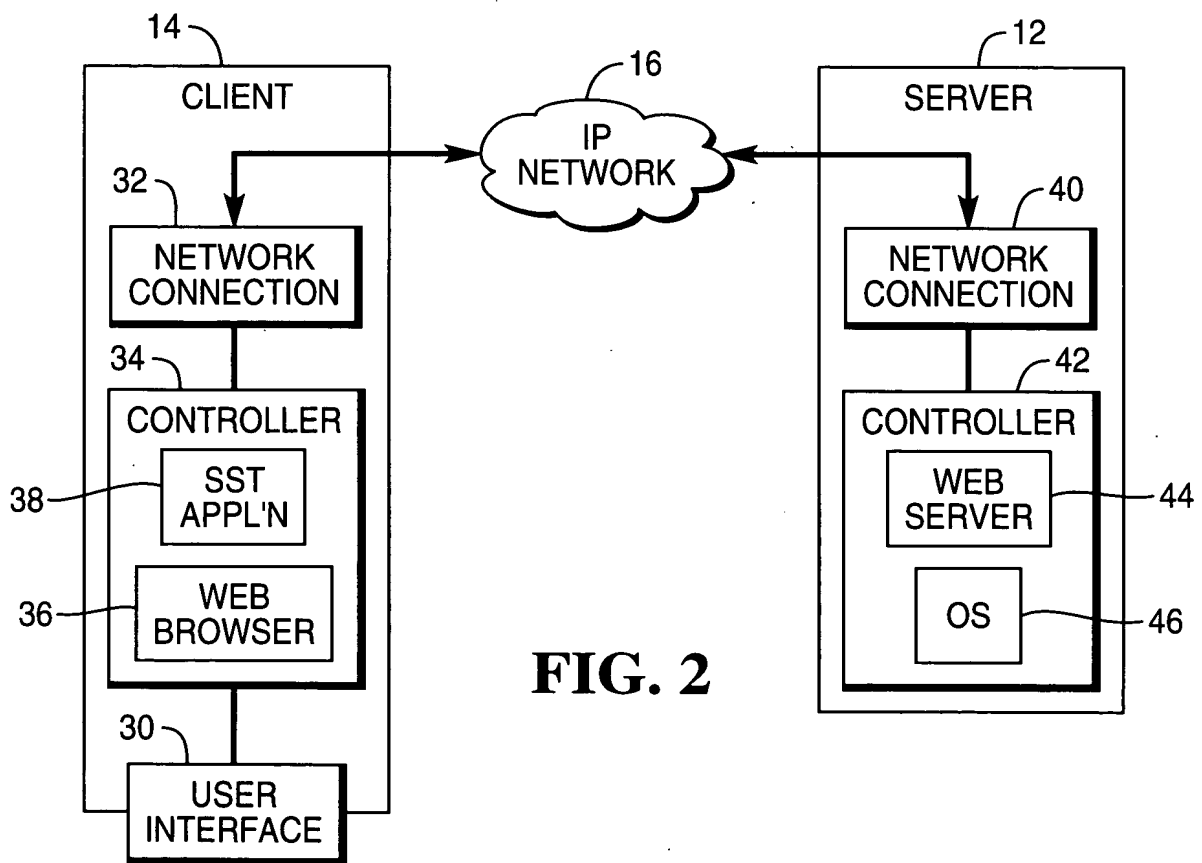 14
CLIENT
16
IP
NETWORK
12
SERVER
32
NETWORK
CONNECTION
40
NETWORK
CONNECTION
34
CONTROLLER
38
SST
APPL'N
36
WEB
BROWSER
42
CONTROLLER
WEB
SERVER
44
OS
46
30
USER
INTERFACE
FIG. 2